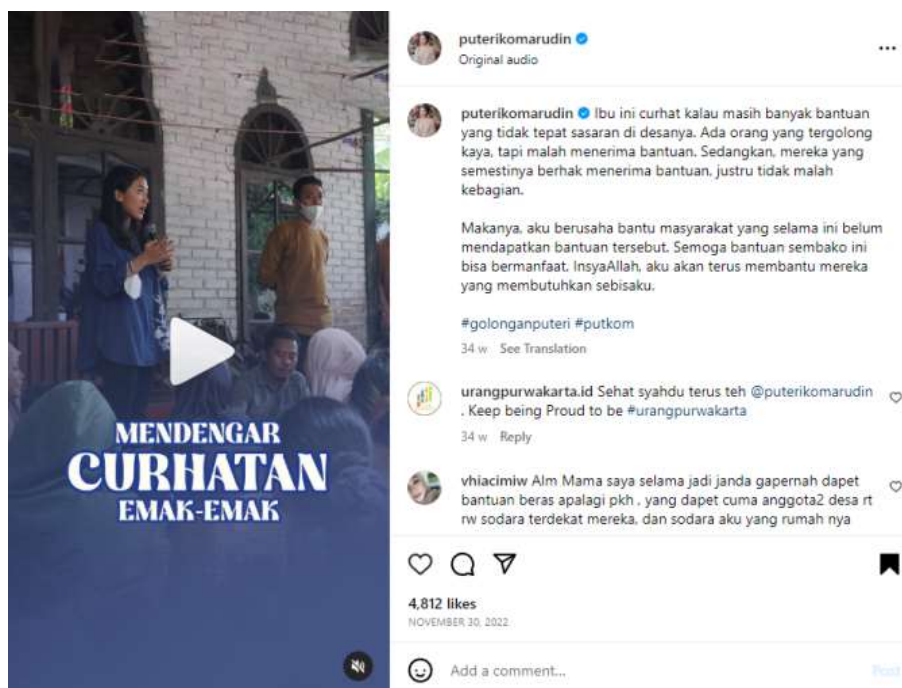 MENDENGAR
CURHATAN
EMAK-EMAK
puterikomarudin
Original audio
puterikomarudin Ibu ini curhat kalau masih banyak bantuan
yang tidak tepat sasaran di desanya. Ada orang yang tergolong
kaya, tapi malah menerima bantuan. Sedangkan, mereka yang
semestinya berhak menerima bantuan, justru tidak malah
kebagian.
Makanya, aku berusaha bantu masyarakat yang selama ini belum
mendapatkan bantuan tersebut. Semoga bantuan sembako ini
bisa bermanfaat. InsyaAllah, aku akan terus membantu mereka
yang membutuhkan sebisaku.
#golonganputeri #putkom
34 w See Translation
urangpurwakarta.id Sehat syahdu terus teh @puterikomarudin
. Keep being Proud to be #urangpurwakarta
34 w Reply
vhiacimiw Alm Mama saya selama jadi janda gapernah dapet
bantuan beras apalagi pkh , yang dapet cuma anggota2 desa rt
rw sodara terdekat mereka, dan sodara aku yang rumah nya
4,812 likes
NOVEMBER 30, 2022
Add a comment...
Post